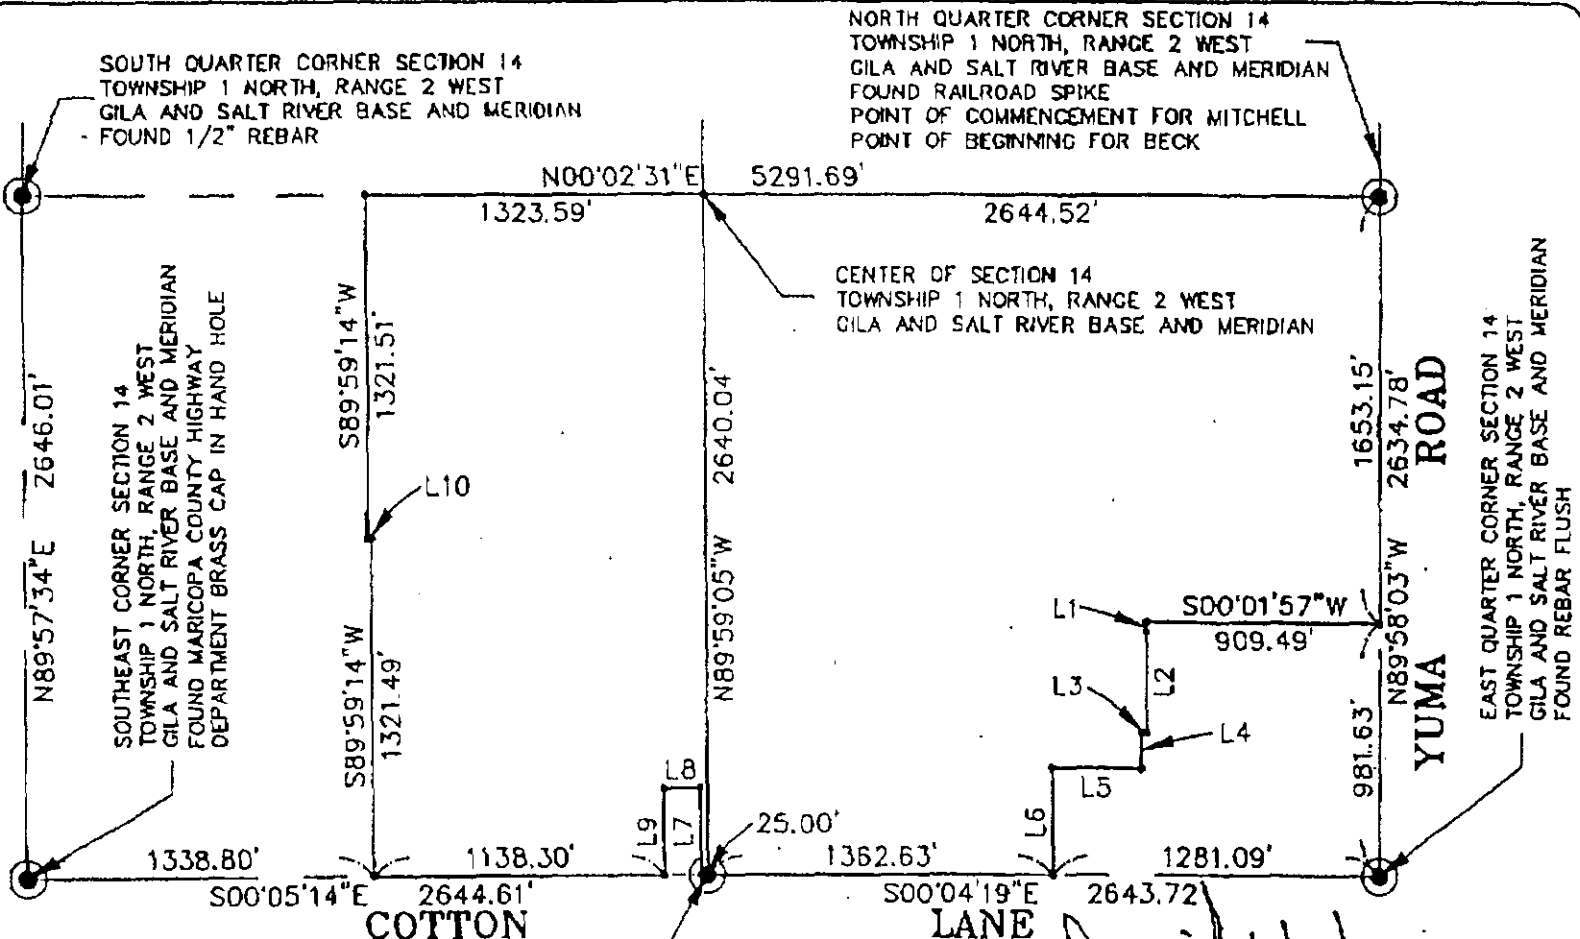 SOUTH QUARTER CORNER SECTION 14
TOWNSHIP 1 NORTH, RANGE 2 WEST
GILA AND SALT RIVER BASE AND MERIDIAN
- FOUND 1/2" REBAR
NORTH QUARTER CORNER SECTION 14
TOWNSHIP 1 NORTH, RANGE 2 WEST
GILA AND SALT RIVER BASE AND MERIDIAN
FOUND RAILROAD SPIKE
POINT OF COMMENCEMENT FOR MITCHELL
POINT OF BEGINNING FOR BECK
N00°02'31"E 5291.69'
1323.59'
2644.52'
CENTER OF SECTION 14
TOWNSHIP 1 NORTH, RANGE 2 WEST
GILA AND SALT RIVER BASE AND MERIDIAN
N89°57'34"E 2646.01'
SOUTHEAST CORNER SECTION 14
TOWNSHIP 1 NORTH, RANGE 2 WEST
GILA AND SALT RIVER BASE AND MERIDIAN
FOUND MARICOPA COUNTY HIGHWAY
DEPARTMENT BRASS CAP IN HAND HOLE
S89°59'14"W
1321.51'
L10
S89°59'14"W
1321.49'
N89°59'05"W 2640.04'
1653.15'
N89°58'03"W 2634.78'
981.63'
YUMA ROAD
EAST QUARTER CORNER SECTION 14
TOWNSHIP 1 NORTH, RANGE 2 WEST
GILA AND SALT RIVER BASE AND MERIDIAN
FOUND REBAR FLUSH
L1
S00°01'57"W
909.49'
L2
L3
L4
L5
L6
L8
L9
L7
25.00'
1338.80'
1138.30'
1362.63'
1281.09'
S00°05'14"E 2644.61'
S00°04'19"E 2643.72'
COTTON LANE